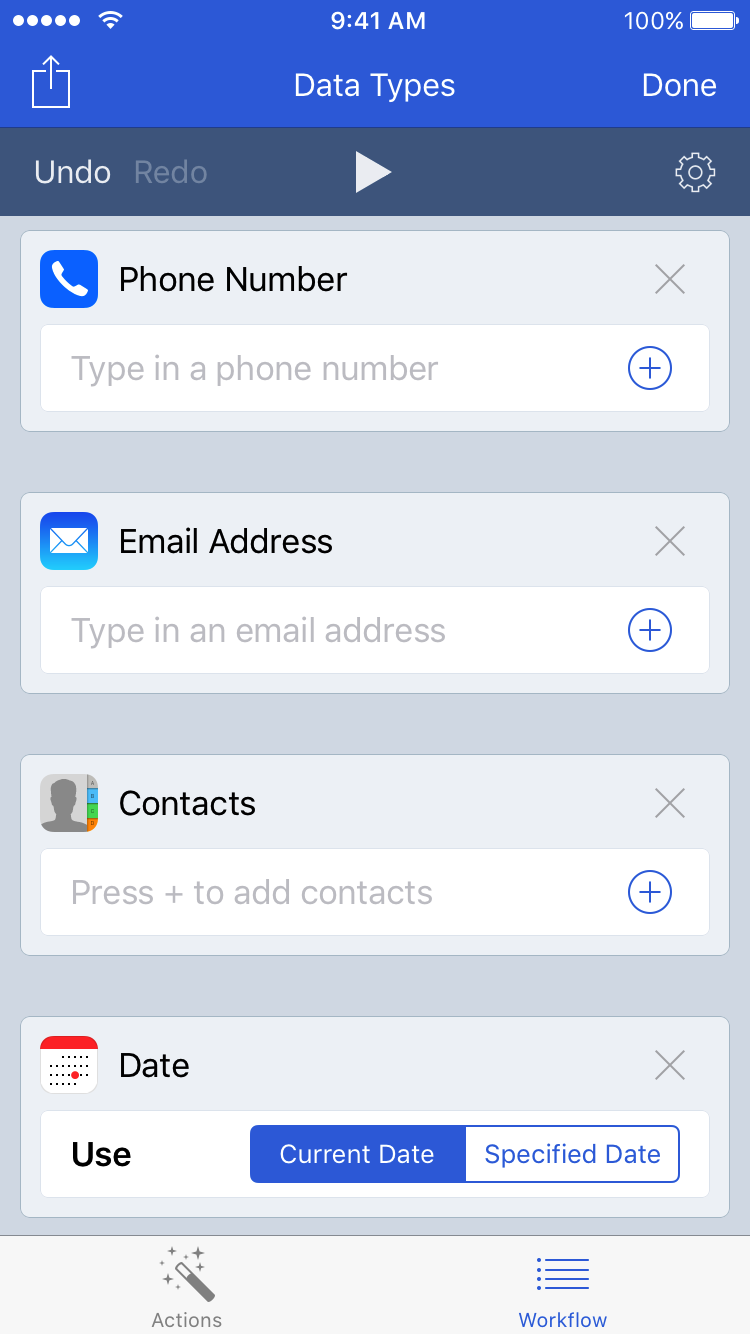 9:41 AM 100%
Data Types Done
Undo Redo
Phone Number
Type in a phone number
Email Address
Type in an email address
Contacts
Press + to add contacts
Date
Use Current Date Specified Date
Actions Workflow